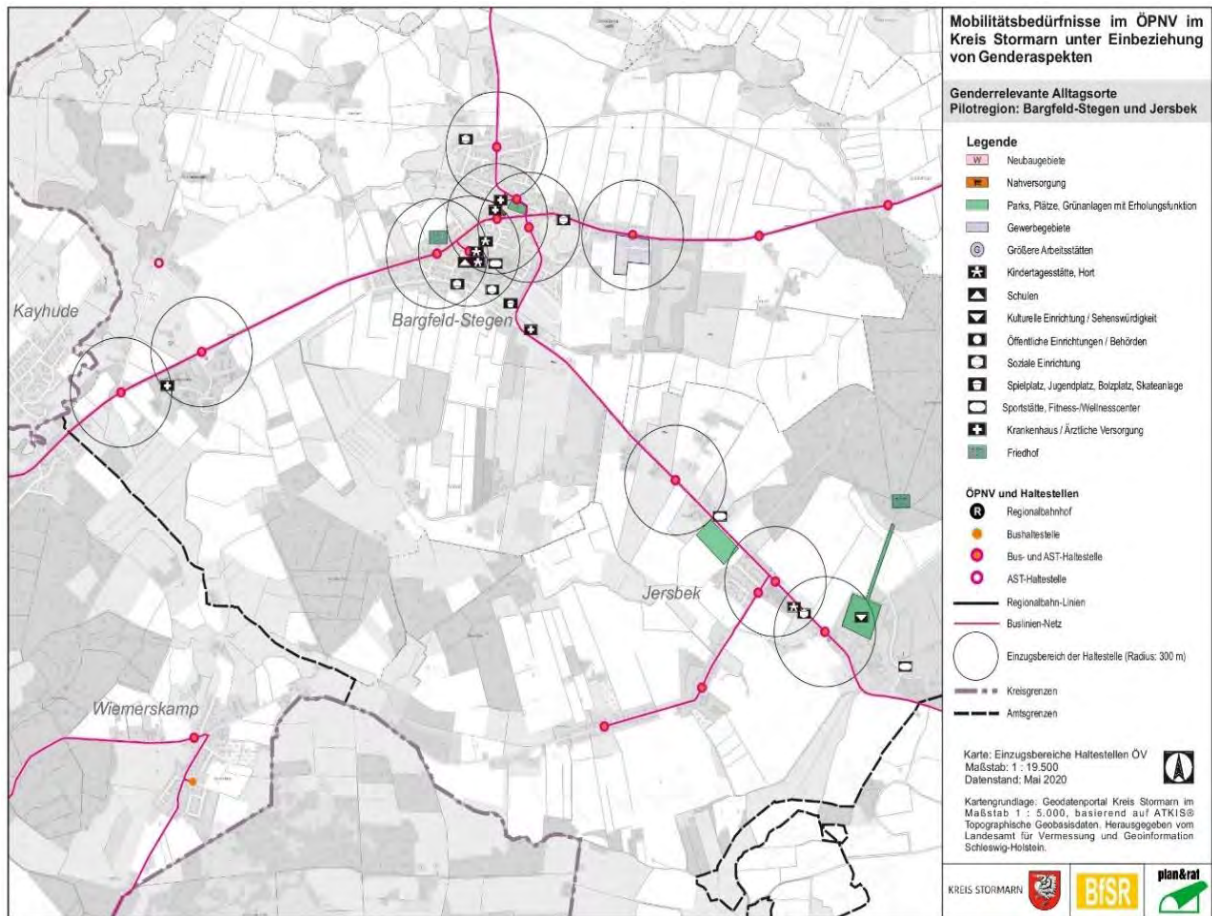 Mobilitätsbedürfnisse im ÖPNV im
Kreis Stormarn unter Einbeziehung
von Genderaspekten
Genderrelevante Alltagsorte
Pilotregion: Bargfeld-Stegen und Jersbek
Legende
W Neubaugebiete
Nahversorgung
Parks, Plätze, Grünanlagen mit Erholungsfunktion
Gewerbegebiete
G Größere Arbeitsstätten
Kindertagesstätte, Hort
Schulen
Kulturelle Einrichtung / Sehenswürdigkeit
Öffentliche Einrichtungen / Behörden
Soziale Einrichtung
Spielplatz, Jugendplatz, Bolzplatz, Skateanlage
Sportstätte, Fitness-/Wellnesscenter
Krankenhaus / Ärztliche Versorgung
Friedhof
ÖPNV und Haltestellen
R Regionalbahnhof
Bushaltestelle
Bus- und AST-Haltestelle
AST-Haltestelle
Regionalbahn-Linien
Buslinien-Netz
Einzugsbereich der Haltestelle (Radius: 300 m)
Kreisgrenzen
Amtsgrenzen
Karte: Einzugsbereiche Haltestellen ÖV
Maßstab: 1 : 19.500
Datenstand: Mai 2020
Kartengrundlage: Geodatenportal Kreis Stormarn im
Maßstab 1 : 5.000, basierend auf ATKIS®
Topographische Geobasisdaten. Herausgegeben vom
Landesamt für Vermessung und Geoinformation
Schleswig-Holstein.
KREIS STORMARN
BfSR
plan&rat
Kayhude
Bargfeld-Stegen
Jersbek
Wiemerskamp